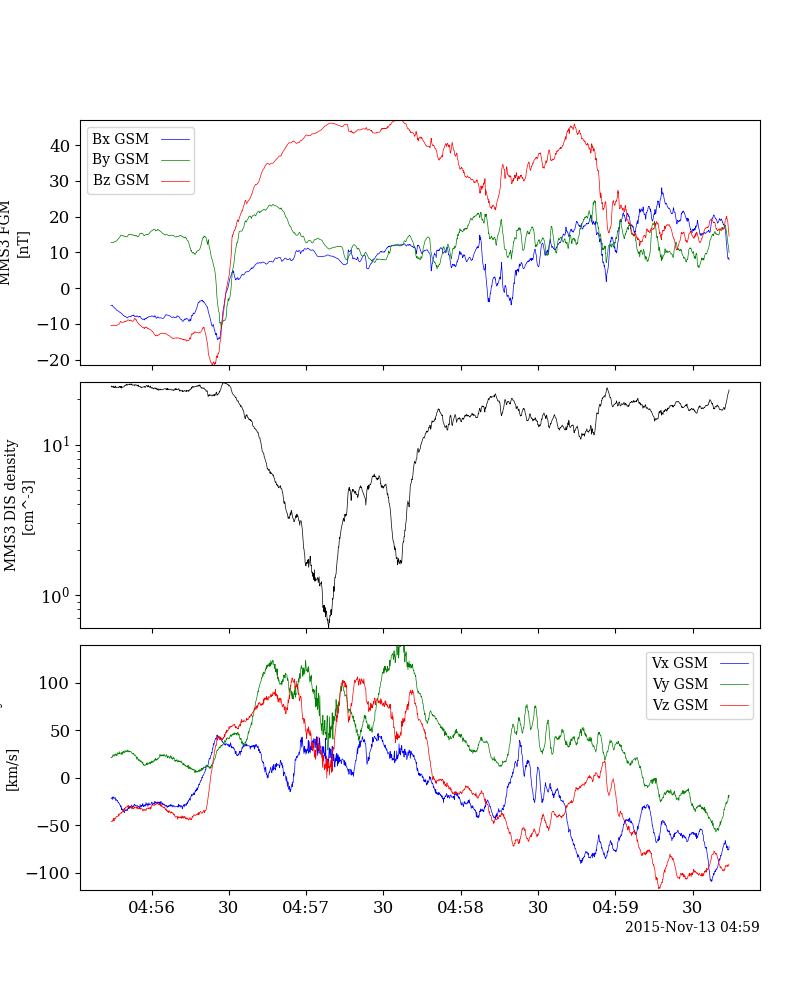 MMS3 FGM
[nT]
40
30
20
10
0
−10
−20
Bx GSM
By GSM
Bz GSM
MMS3 DIS density
[cm^-3]
10^1
10^0
[km/s]
100
50
0
−50
−100
Vx GSM
Vy GSM
Vz GSM
04:56 30 04:57 30 04:58 30 04:59 30
2015-Nov-13 04:59